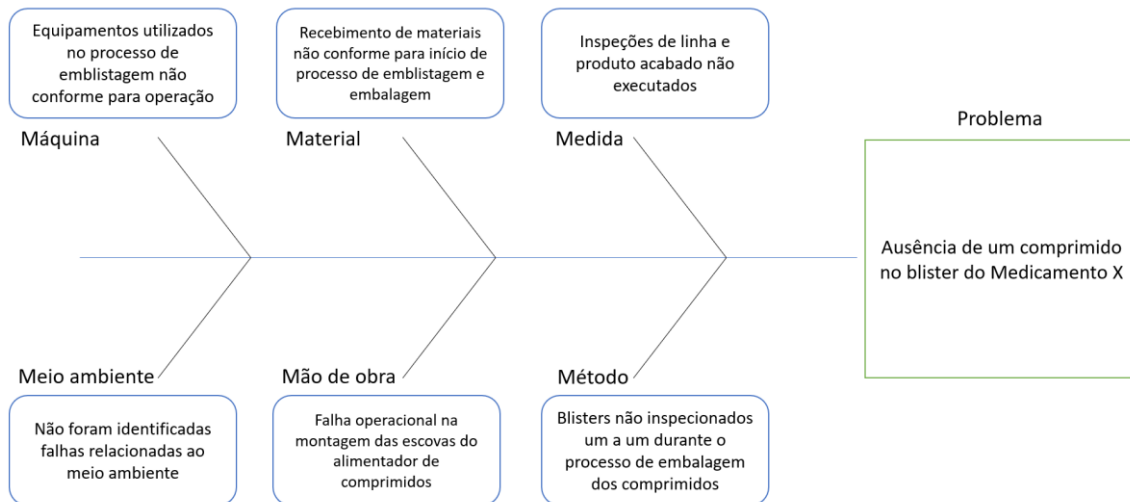 Equipamentos utilizados
no processo de
emblistagem não
conforme para operação
Recebimento de materiais
não conforme para início de
processo de emblistagem e
embalagem
Inspeções de linha e
produto acabado não
executados
Máquina
Material
Medida
Problema
Ausência de um comprimido
no blister do Medicamento X
Meio ambiente
Mão de obra
Método
Não foram identificadas
falhas relacionadas ao
meio ambiente
Falha operacional na
montagem das escovas do
alimentador de
comprimidos
Blisters não inspecionados
um a um durante o
processo de embalagem
dos comprimidos